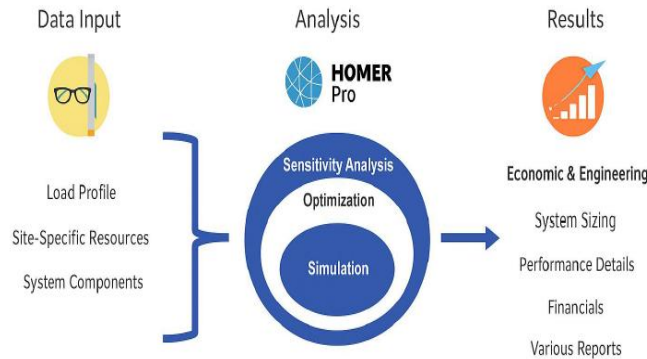 Data Input
Analysis
Results
HOMER
Pro
Load Profile
Site-Specific Resources
System Components
Sensitivity Analysis
Optimization
Simulation
Economic & Engineering
System Sizing
Performance Details
Financials
Various Reports